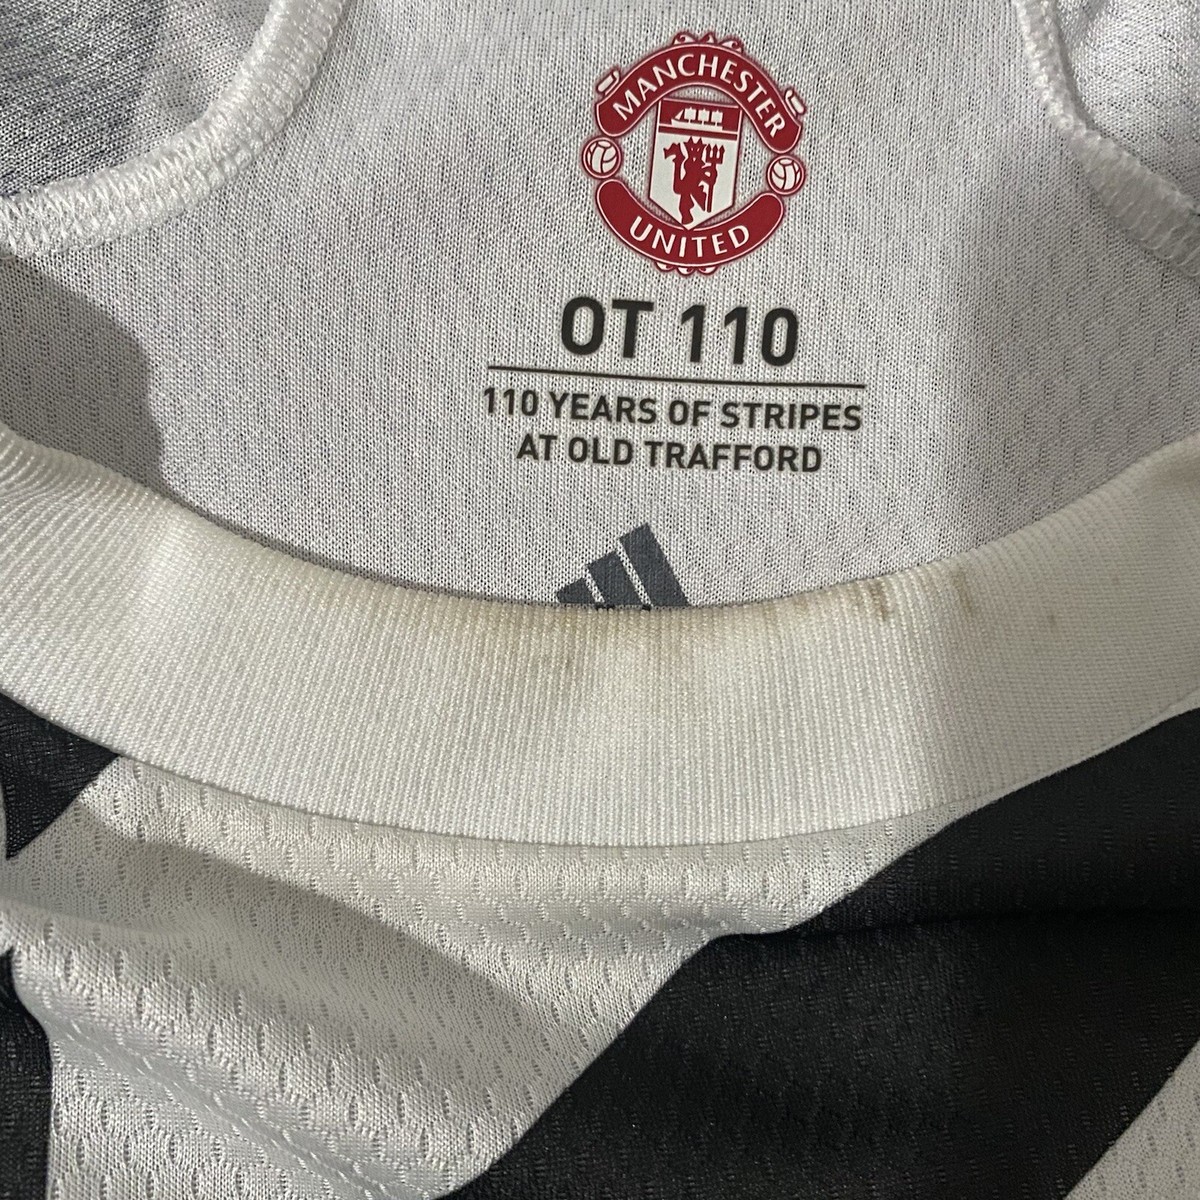 MANCHESTER
UNITED
OT 110
110 YEARS OF STRIPES
AT OLD TRAFFORD